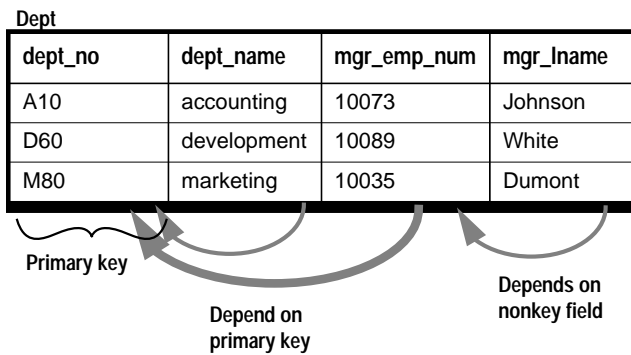 Dept
dept_no dept_name mgr_emp_num mgr_lname
A10 accounting 10073 Johnson
D60 development 10089 White
M80 marketing 10035 Dumont
Primary key
Depend on
primary key
Depends on
nonkey field